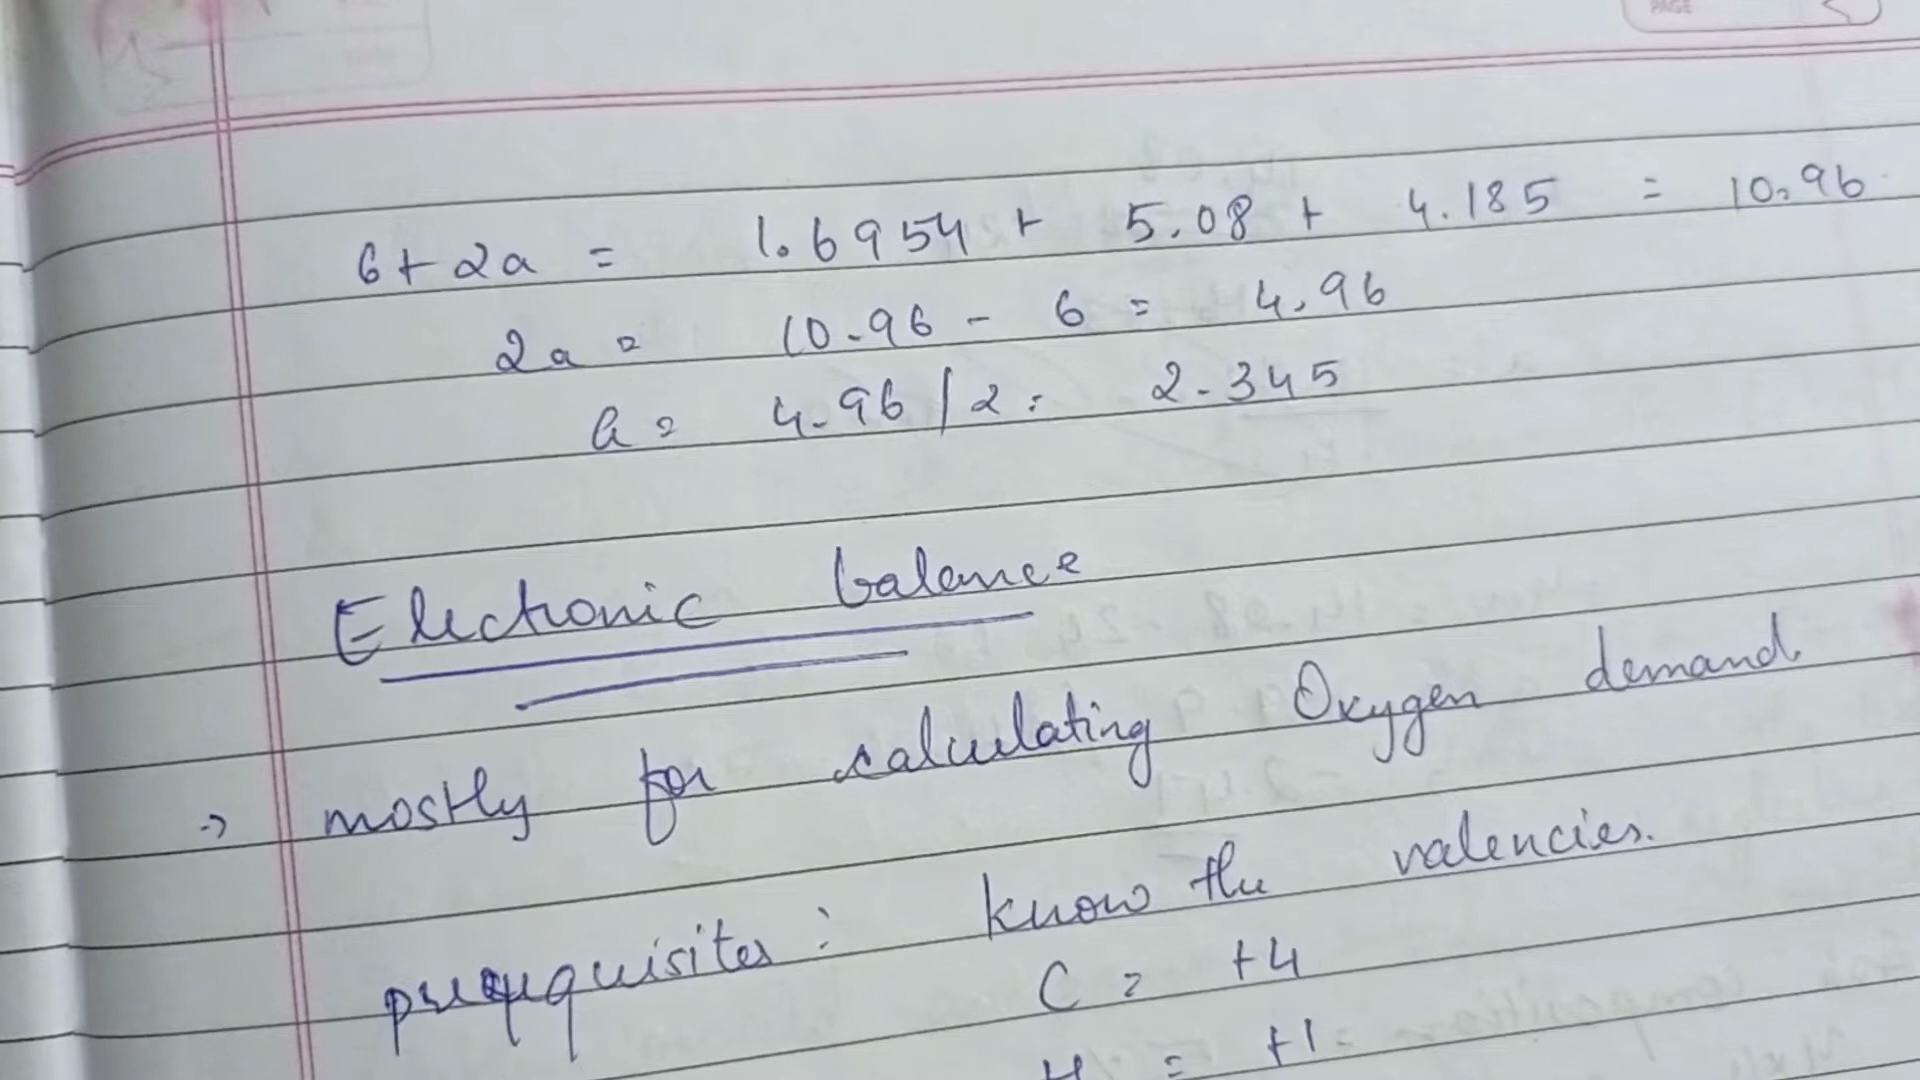 PAGE
6 + 2a = 1.6954 + 5.08 + 4.185 = 10.96
2a = 10.96 - 6 = 4.96
a = 4.96 / 2 = 2.345
Electronic balance
→ mostly for calculating Oxygen demand
prerequisites : know the valencies.
C = +4
H = +1